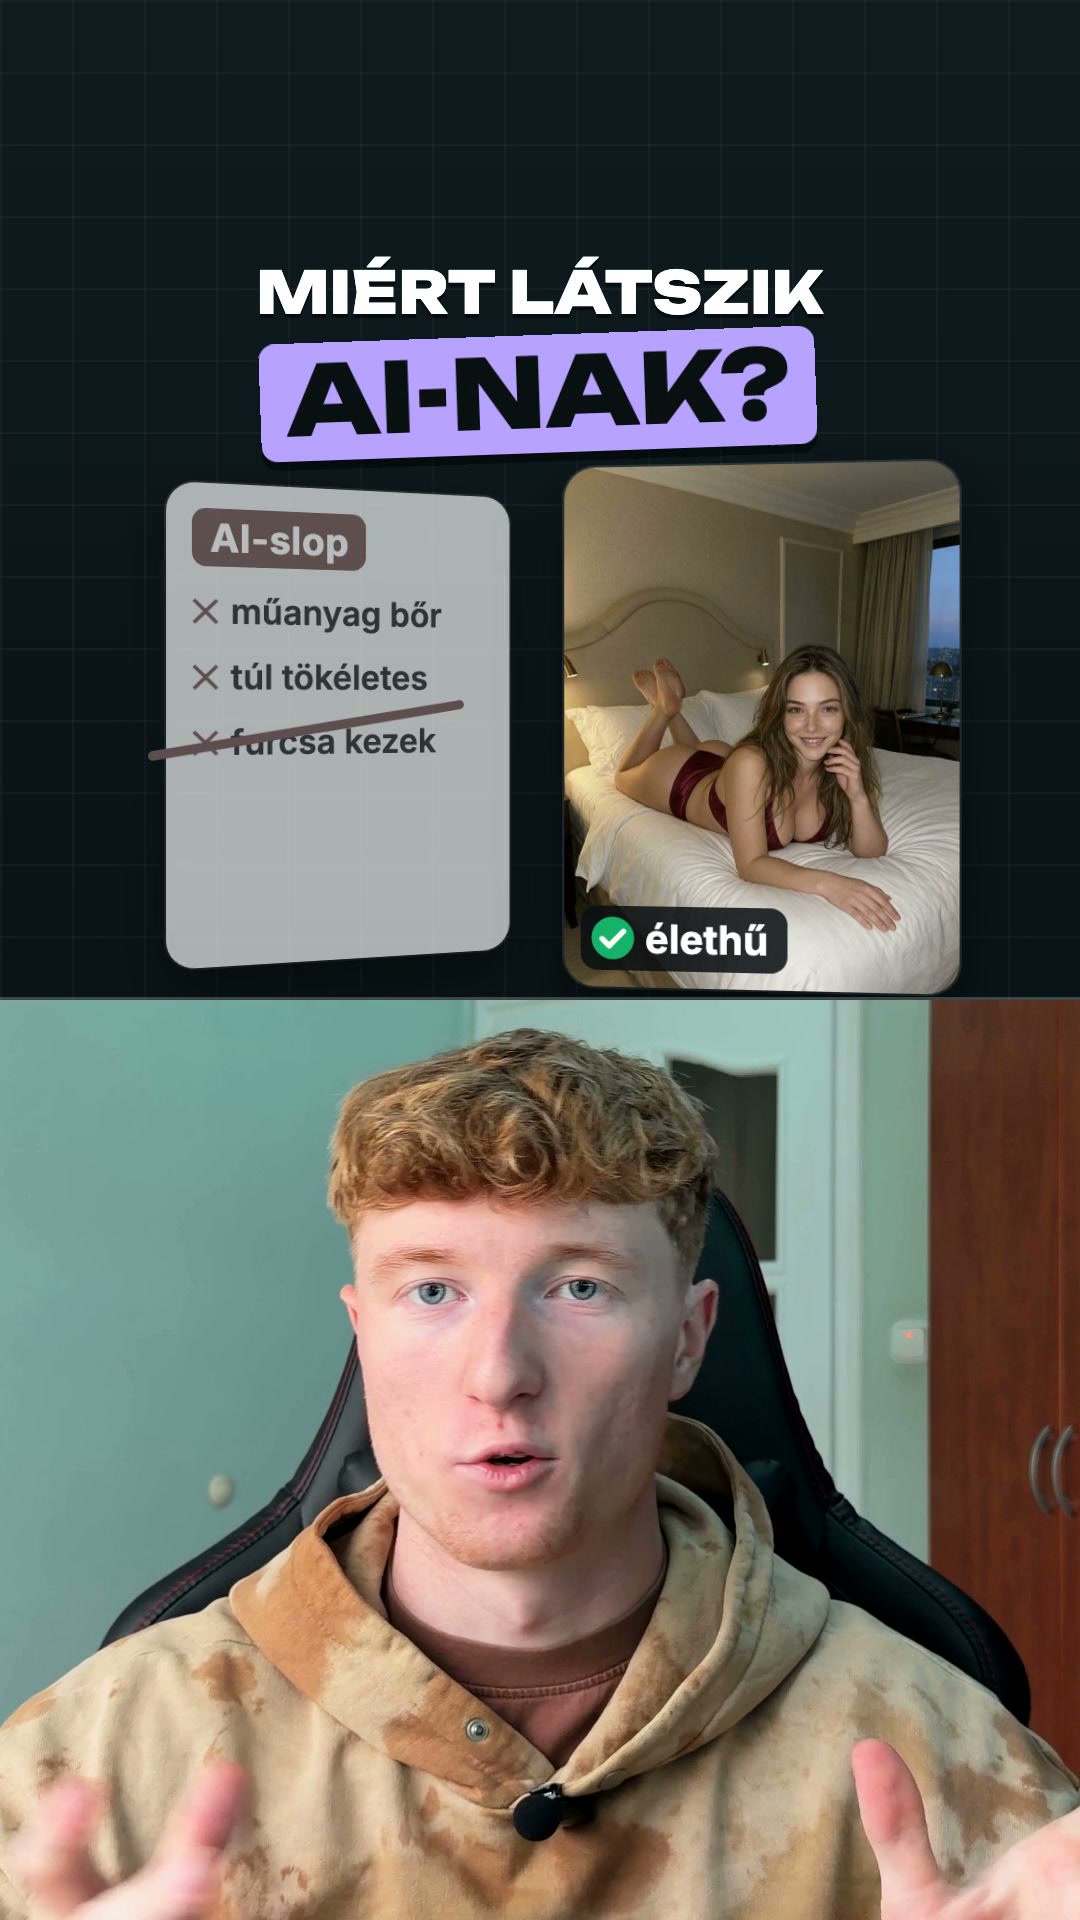 MIÉRT LÁTSZIK
AI-NAK?
AI-slop
műanyag bőr
túl tökéletes
furcsa kezek
élethű